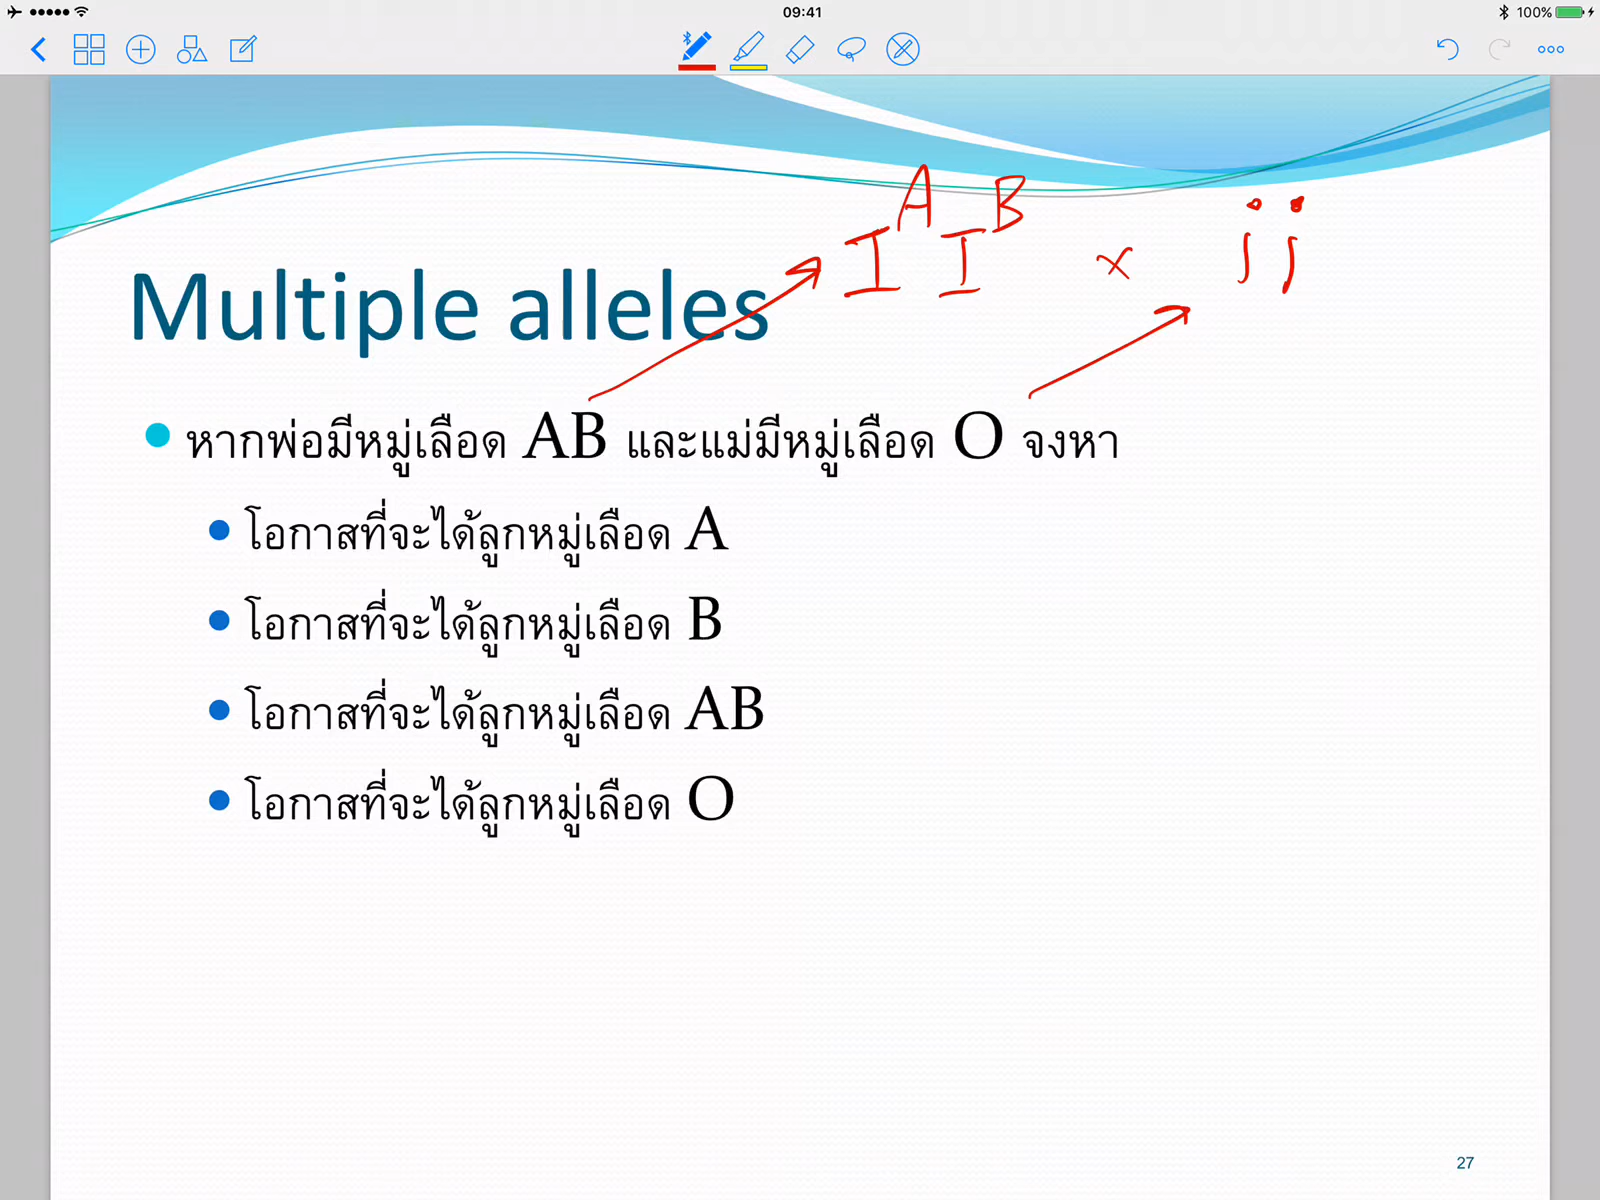 09:41
100%
I^A I^B × ii
Multiple alleles
หากพ่อมีหมู่เลือด AB และแม่มีหมู่เลือด O จงหา
โอกาสที่จะได้ลูกหมู่เลือด A
โอกาสที่จะได้ลูกหมู่เลือด B
โอกาสที่จะได้ลูกหมู่เลือด AB
โอกาสที่จะได้ลูกหมู่เลือด O
27